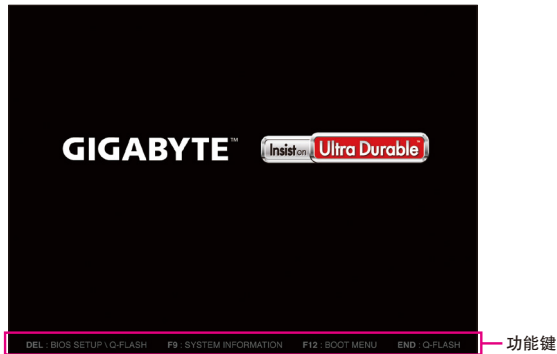 GIGABYTE™
Insist on Ultra Durable™
DEL : BIOS SETUP \ Q-FLASH F9 : SYSTEM INFORMATION F12 : BOOT MENU END : Q-FLASH
功能键